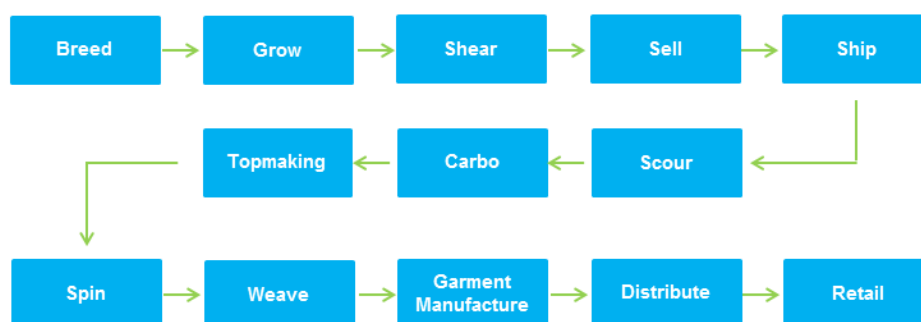 Breed
Grow
Shear
Sell
Ship
Scour
Carbo
Topmaking
Spin
Weave
Garment
Manufacture
Distribute
Retail